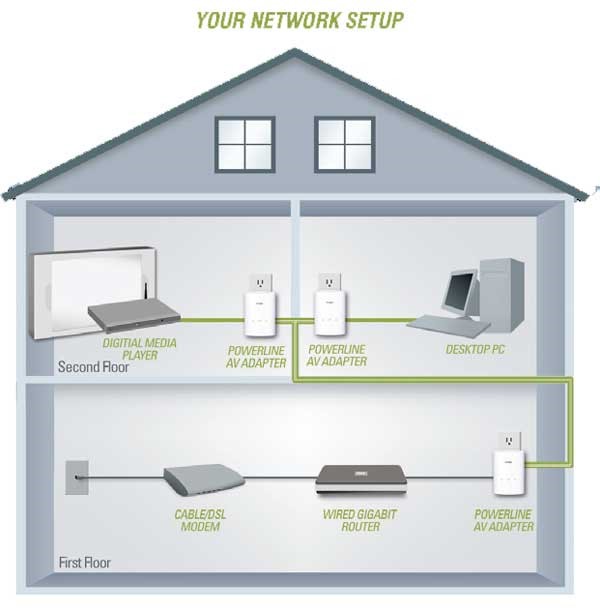 YOUR NETWORK SETUP
DIGITIAL MEDIA
PLAYER
POWERLINE
AV ADAPTER
POWERLINE
AV ADAPTER
DESKTOP PC
Second Floor
CABLE/DSL
MODEM
WIRED GIGABIT
ROUTER
POWERLINE
AV ADAPTER
First Floor